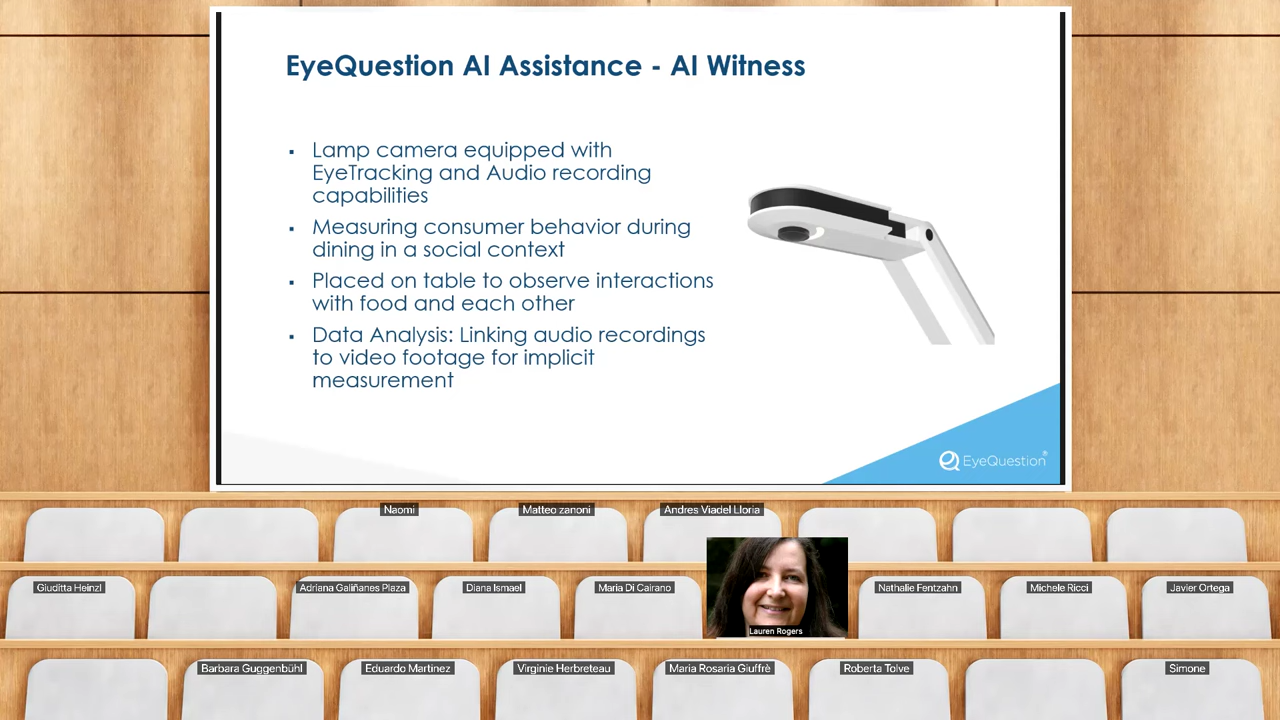 EyeQuestion AI Assistance - AI Witness
▪ Lamp camera equipped with
EyeTracking and Audio recording
capabilities
▪ Measuring consumer behavior during
dining in a social context
▪ Placed on table to observe interactions
with food and each other
▪ Data Analysis: Linking audio recordings
to video footage for implicit
measurement
EyeQuestion®
Naomi
Matteo zanoni
Andres Viadel Lloria
Giuditta Heinzl
Adriana Galiñanes Plaza
Diana Ismael
Maria Di Cairano
Lauren Rogers
Nathalie Fentzahn
Michele Ricci
Javier Ortega
Barbara Guggenbühl
Eduardo Martinez
Virginie Herbreteau
Maria Rosaria Giuffrè
Roberta Tolve
Simone